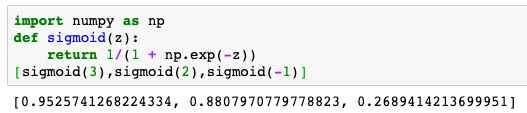 import numpy as np
def sigmoid(z):
    return 1/(1 + np.exp(-z))
[sigmoid(3),sigmoid(2),sigmoid(-1)]
[0.9525741268224334, 0.8807970779778823, 0.2689414213699951]